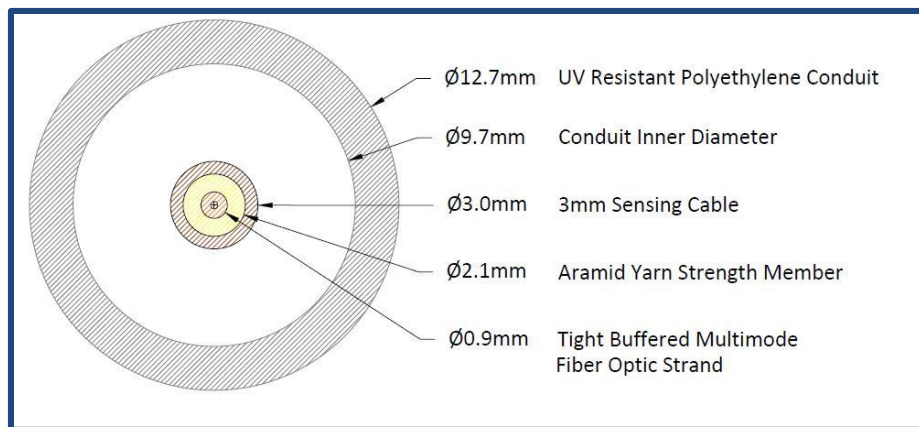 Ø12.7mm UV Resistant Polyethylene Conduit
Ø9.7mm Conduit Inner Diameter
Ø3.0mm 3mm Sensing Cable
Ø2.1mm Aramid Yarn Strength Member
Ø0.9mm Tight Buffered Multimode
Fiber Optic Strand